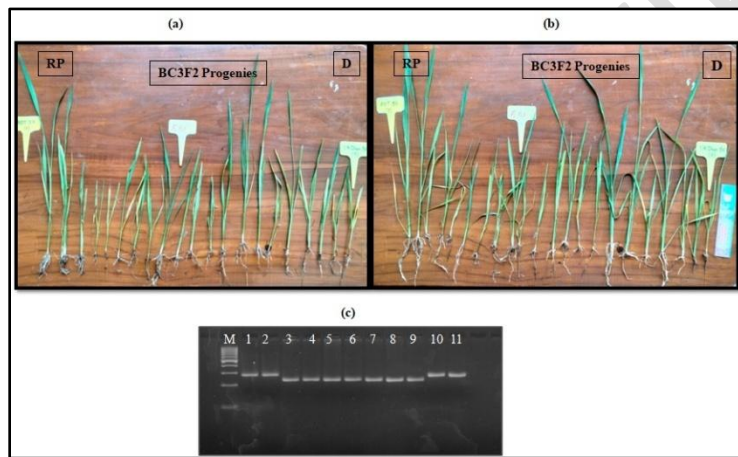 (a)
(b)
RP
BC3F2 Progenies
D
RP
BC3F2 Progenies
D
(c)
M 1 2 3 4 5 6 7 8 9 10 11